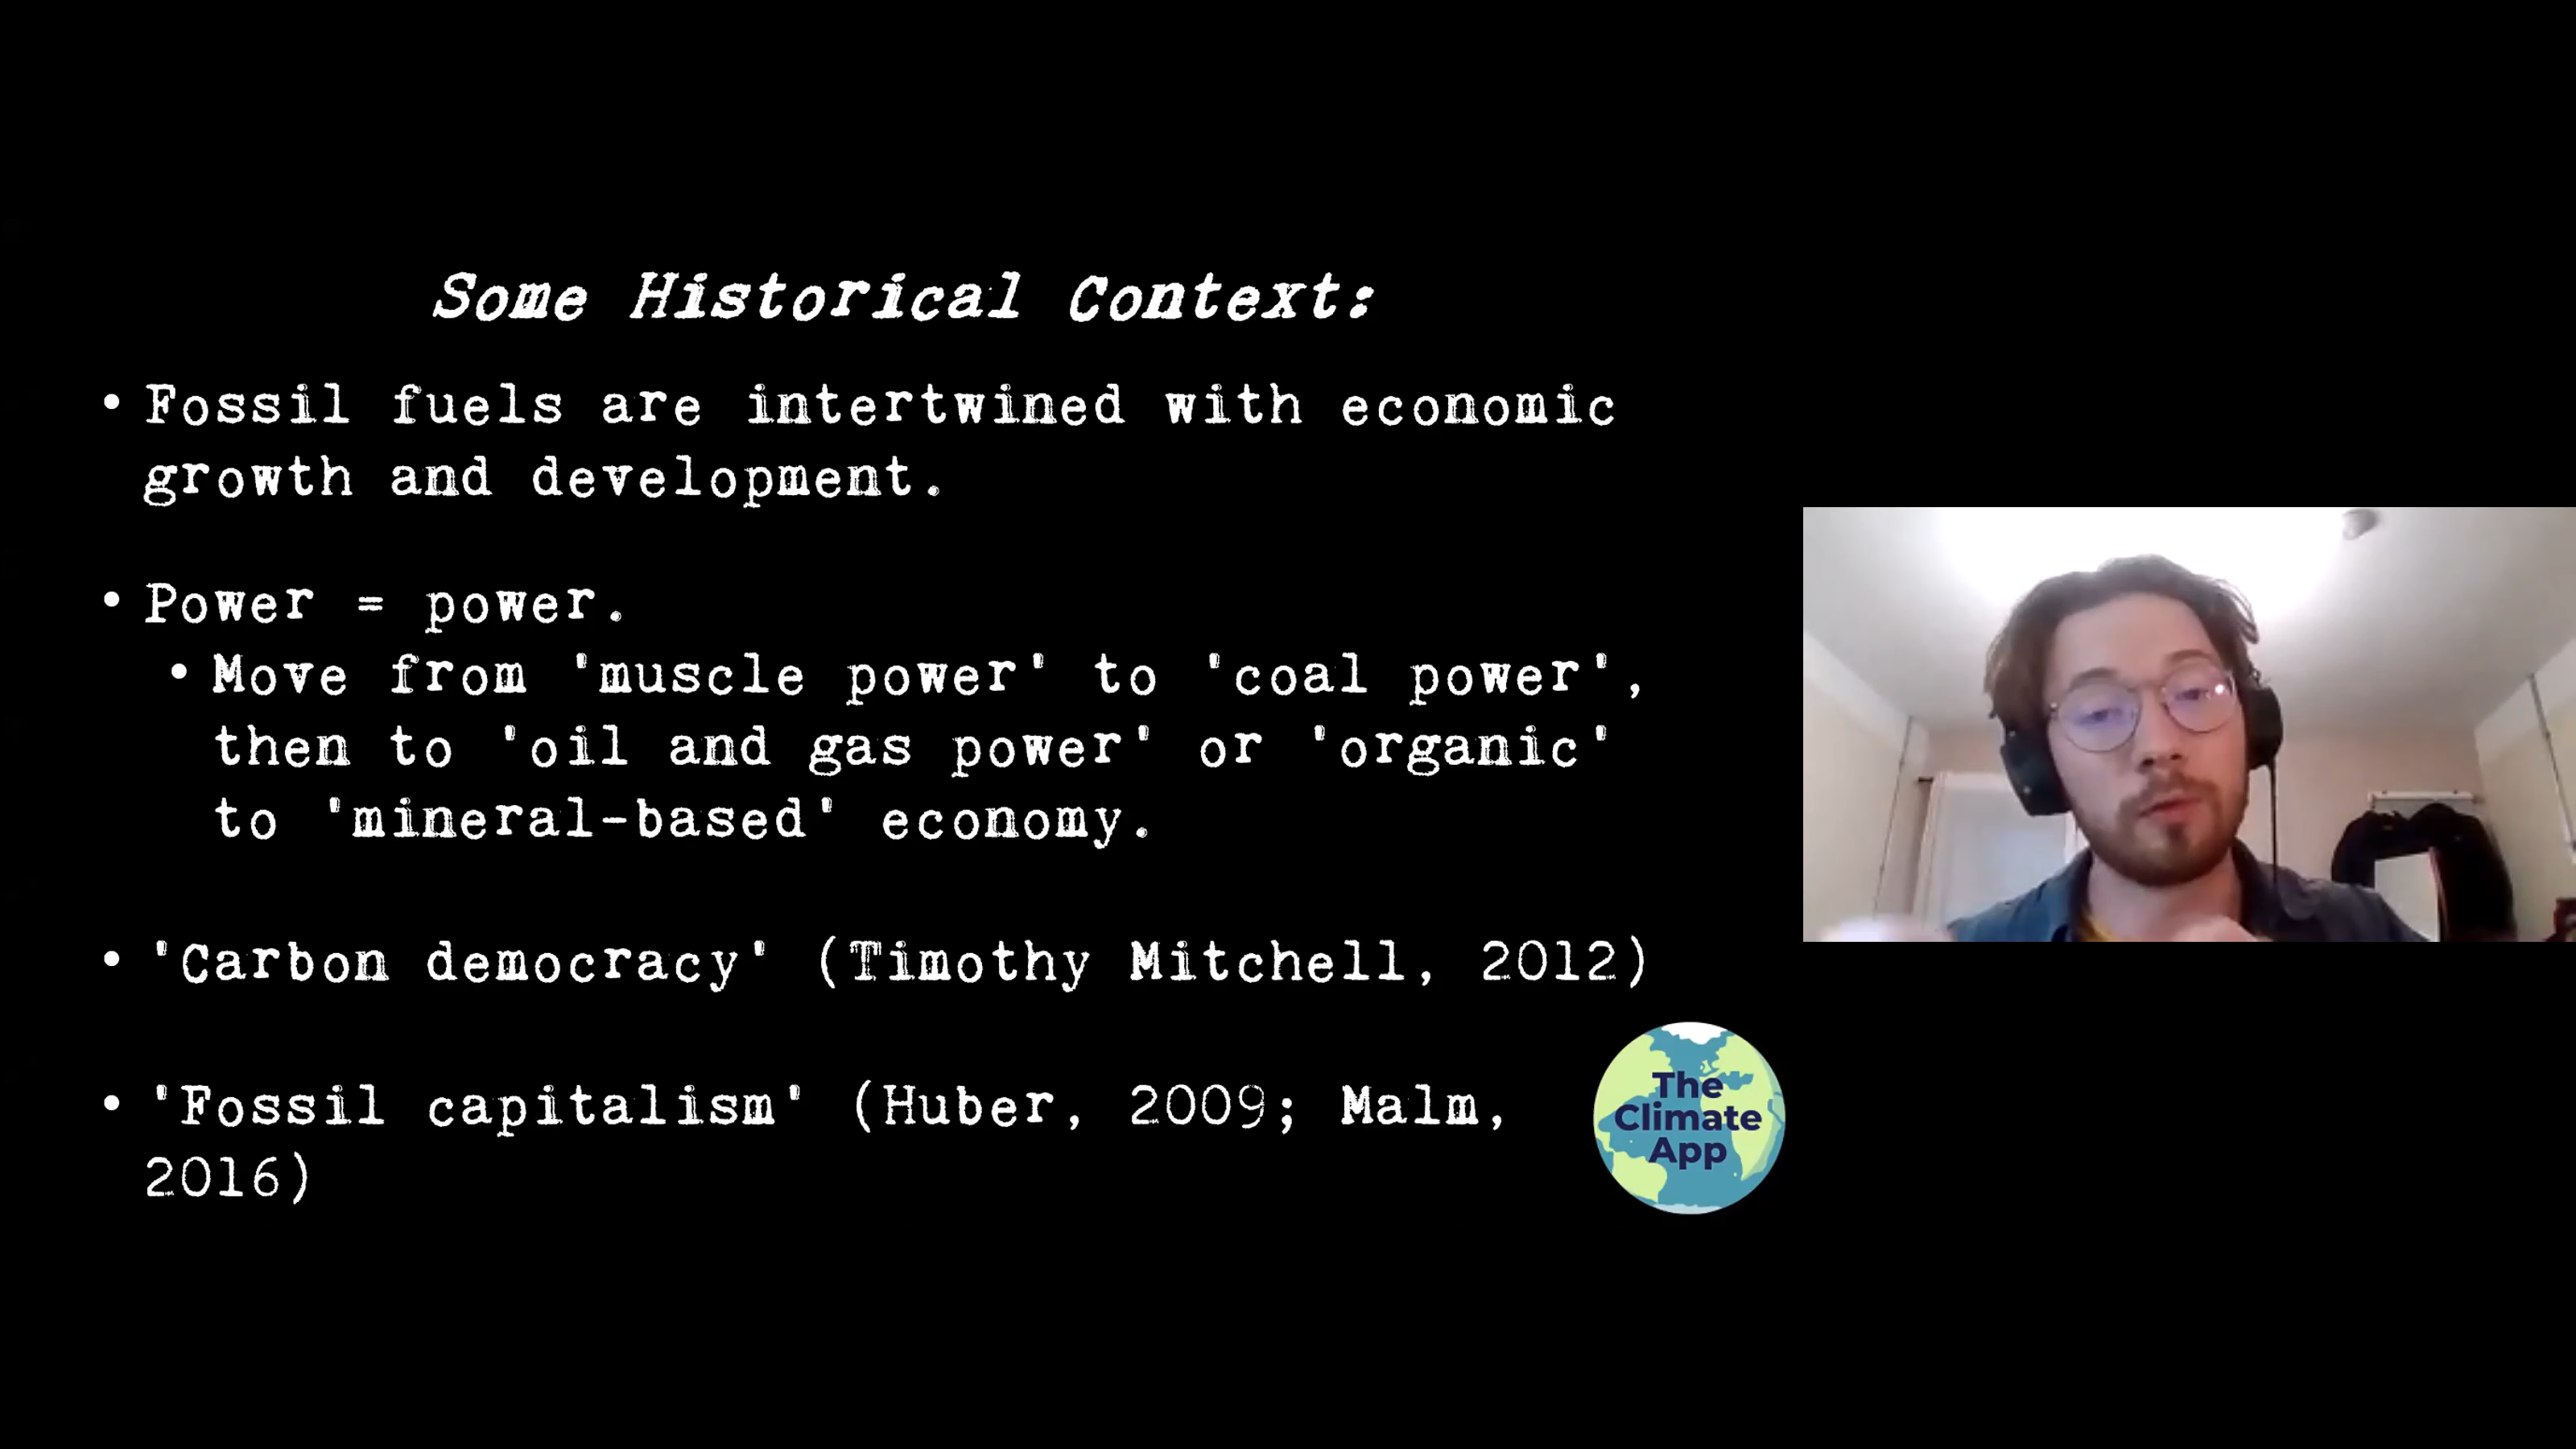 Some Historical Context:
• Fossil fuels are intertwined with economic
growth and development.
• Power = power.
• Move from 'muscle power' to 'coal power',
then to 'oil and gas power' or 'organic'
to 'mineral-based' economy.
• 'Carbon democracy' (Timothy Mitchell, 2012)
• 'Fossil capitalism' (Huber, 2009; Malm,
2016)
The
Climate
App